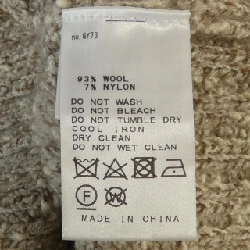 no. 6f73
93% WOOL
7% NYLON
DO NOT WASH
DO NOT BLEACH
DO NOT TUMBLE DRY
COOL IRON
DRY CLEAN
DO NOT WET CLEAN
F W
MADE IN CHINA